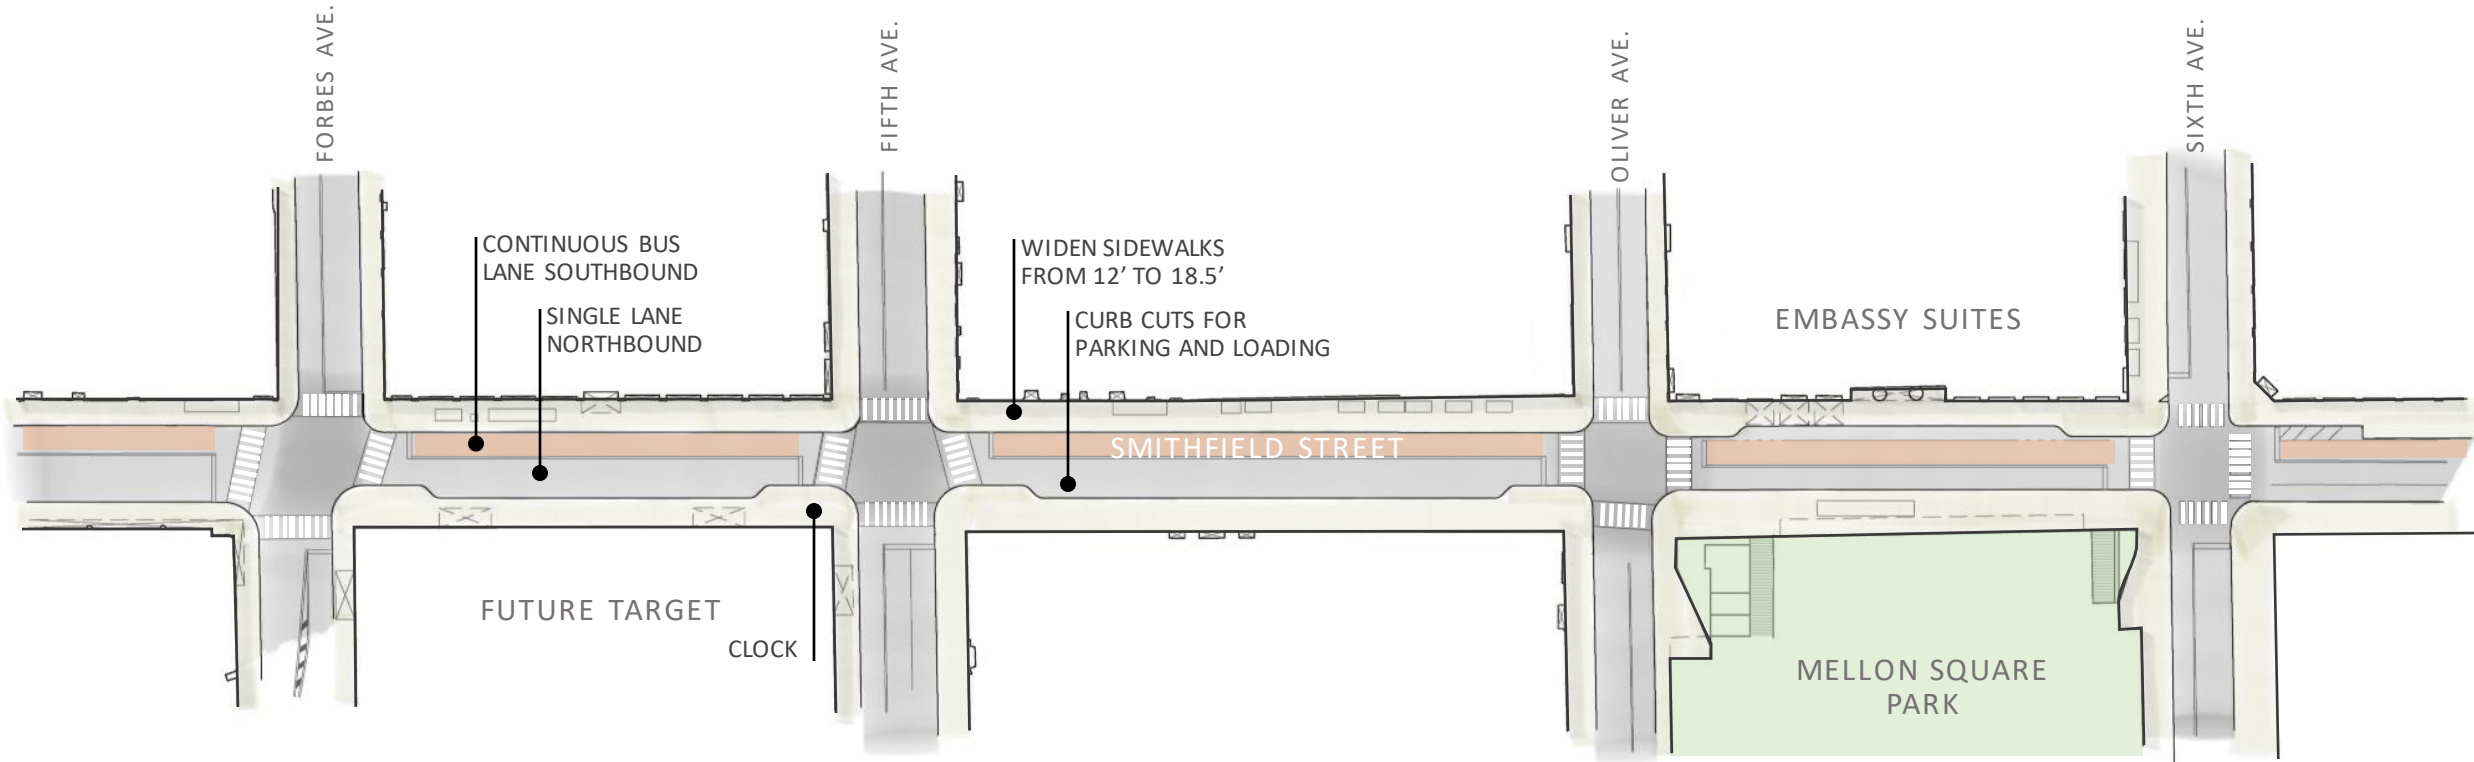 FORBES AVE.
FIFTH AVE.
OLIVER AVE.
SIXTH AVE.
CONTINUOUS BUS
LANE SOUTHBOUND
SINGLE LANE
NORTHBOUND
WIDEN SIDEWALKS
FROM 12’ TO 18.5’
CURB CUTS FOR
PARKING AND LOADING
EMBASSY SUITES
SMITHFIELD STREET
FUTURE TARGET
CLOCK
MELLON SQUARE
PARK